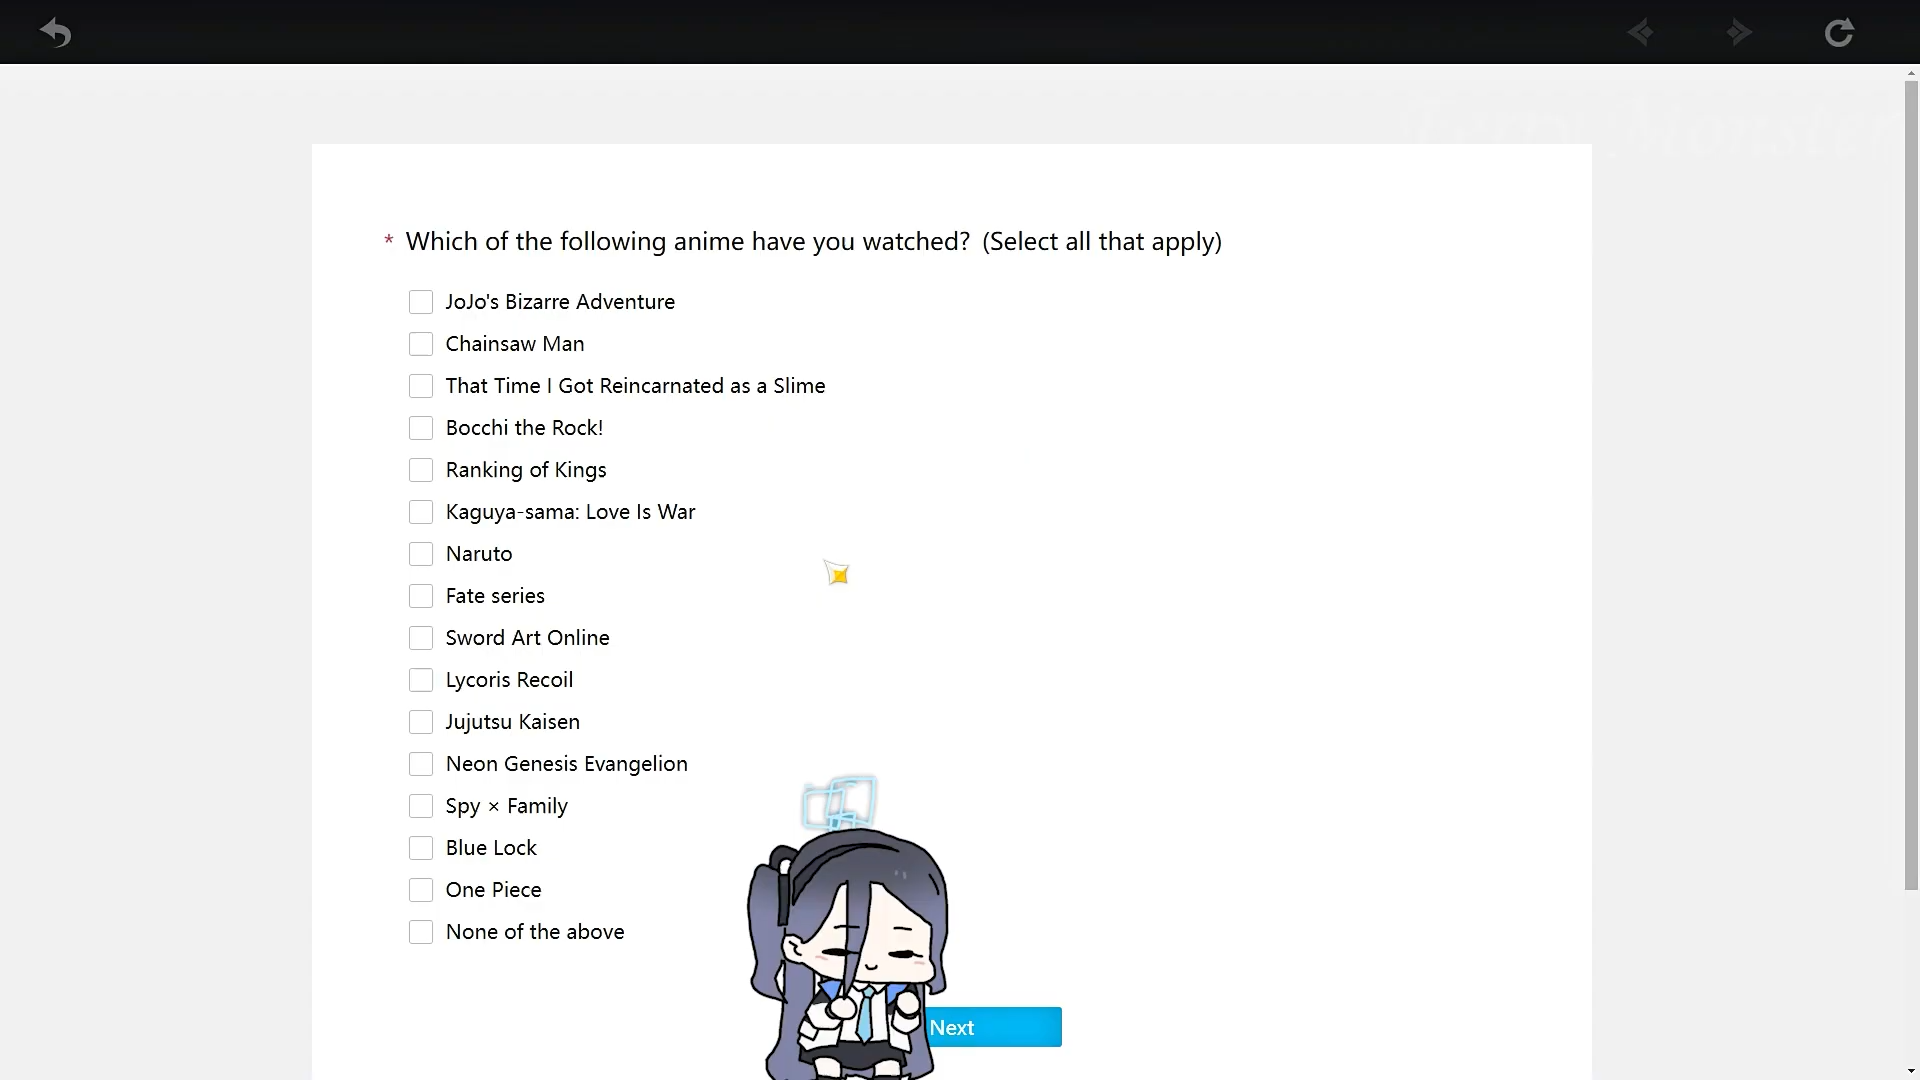 * Which of the following anime have you watched? (Select all that apply)
JoJo's Bizarre Adventure
Chainsaw Man
That Time I Got Reincarnated as a Slime
Bocchi the Rock!
Ranking of Kings
Kaguya-sama: Love Is War
Naruto
Fate series
Sword Art Online
Lycoris Recoil
Jujutsu Kaisen
Neon Genesis Evangelion
Spy × Family
Blue Lock
One Piece
None of the above
Next